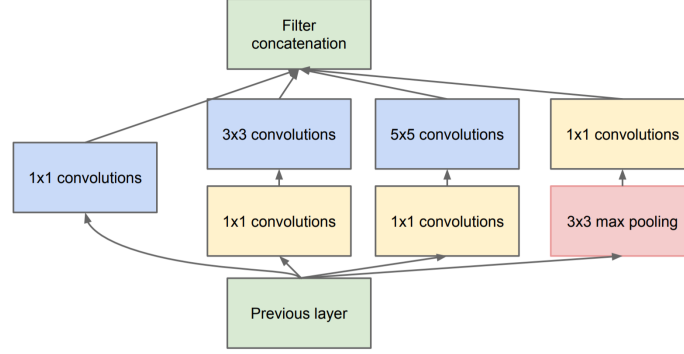 Filter
concatenation
3x3 convolutions
5x5 convolutions
1x1 convolutions
1x1 convolutions
1x1 convolutions
1x1 convolutions
3x3 max pooling
Previous layer